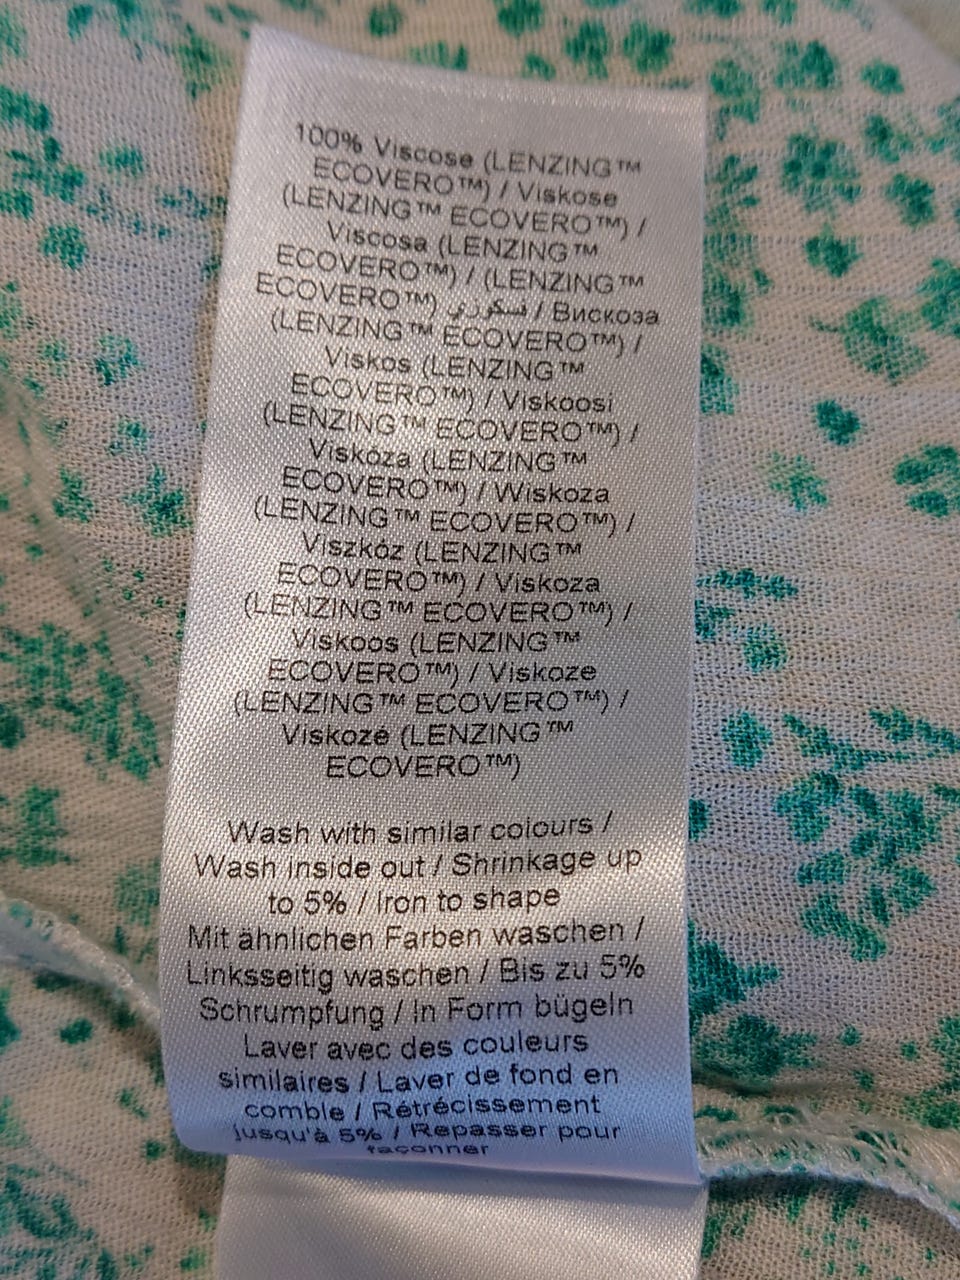 100% Viscose (LENZING™
ECOVERO™) / Viskose
(LENZING™ ECOVERO™) /
Viscosa (LENZING™
ECOVERO™) / (LENZING™
ECOVERO™) فسكوزي / Вискоза
(LENZING™ ECOVERO™) /
Viskos (LENZING™
ECOVERO™) / Viskoosi
(LENZING™ ECOVERO™) /
Viskóza (LENZING™
ECOVERO™) / Wiskoza
(LENZING™ ECOVERO™) /
Viszkóz (LENZING™
ECOVERO™) / Viskoza
(LENZING™ ECOVERO™) /
Viskoos (LENZING™
ECOVERO™) / Viskoze
(LENZING™ ECOVERO™) /
Viskozė (LENZING™
ECOVERO™)
Wash with similar colours /
Wash inside out / Shrinkage up
to 5% / Iron to shape
Mit ähnlichen Farben waschen /
Linksseitig waschen / Bis zu 5%
Schrumpfung / In Form bügeln
Laver avec des couleurs
similaires / Laver de fond en
comble / Rétrécissement
jusqu'à 5% / Repasser pour
façonner